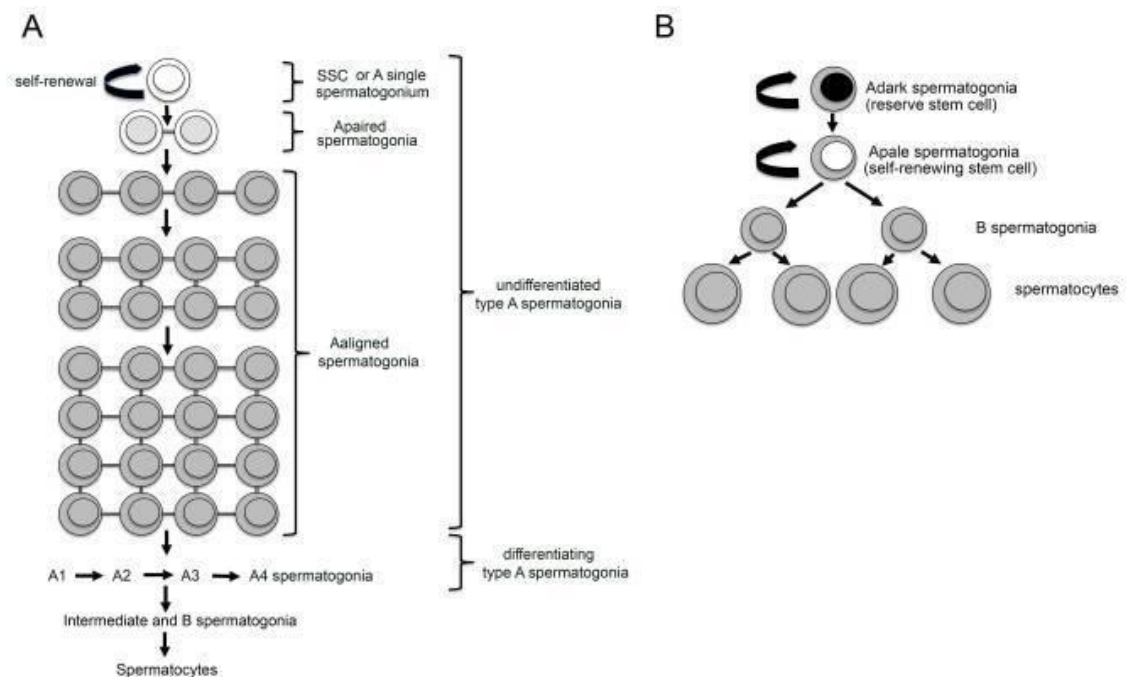 A
self-renewal
SSC or A single
spermatogonium
Apaired
spermatogonia
undifferentiated
type A spermatogonia
Aaligned
spermatogonia
differentiating
type A spermatogonia
A1 A2 A3 A4 spermatogonia
Intermediate and B spermatogonia
Spermatocytes
B
Adark spermatogonia
(reserve stem cell)
Apale spermatogonia
(self-renewing stem cell)
B spermatogonia
spermatocytes